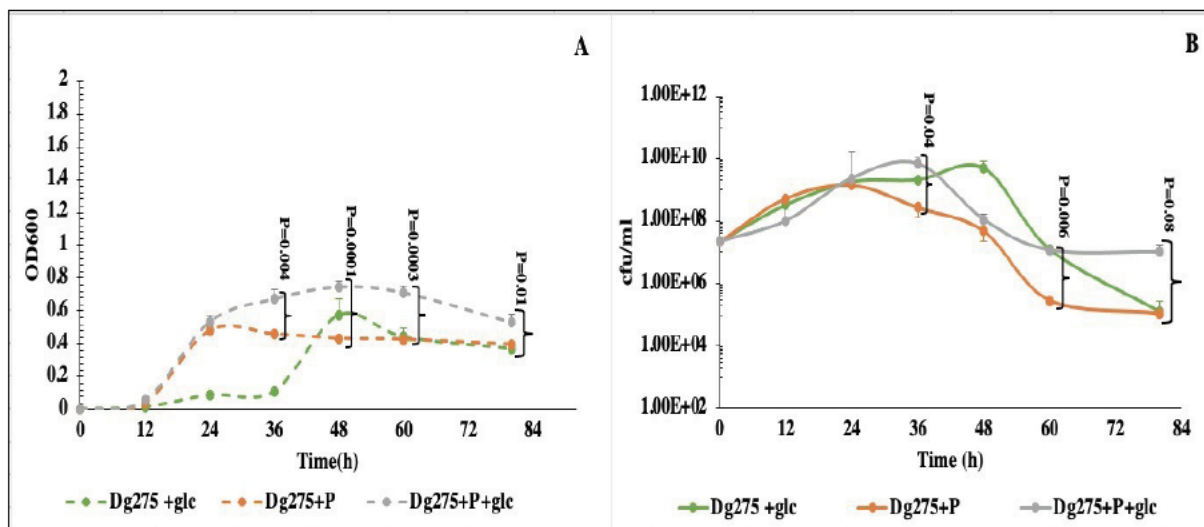 A
OD600
2
1.8
1.6
1.4
1.2
1
0.8
0.6
0.4
0.2
0
P=0.004
P=0.0001
P=0.0003
P=0.01
0 12 24 36 48 60 72 84
Time(h)
Dg275 +glc Dg275+P Dg275+P+glc
B
cfu/ml
1.00E+12
1.00E+10
1.00E+08
1.00E+06
1.00E+04
1.00E+02
P=0.04
P=0.006
P=0.08
0 12 24 36 48 60 72 84
Time (h)
Dg275 +glc Dg275+P Dg275+P+glc